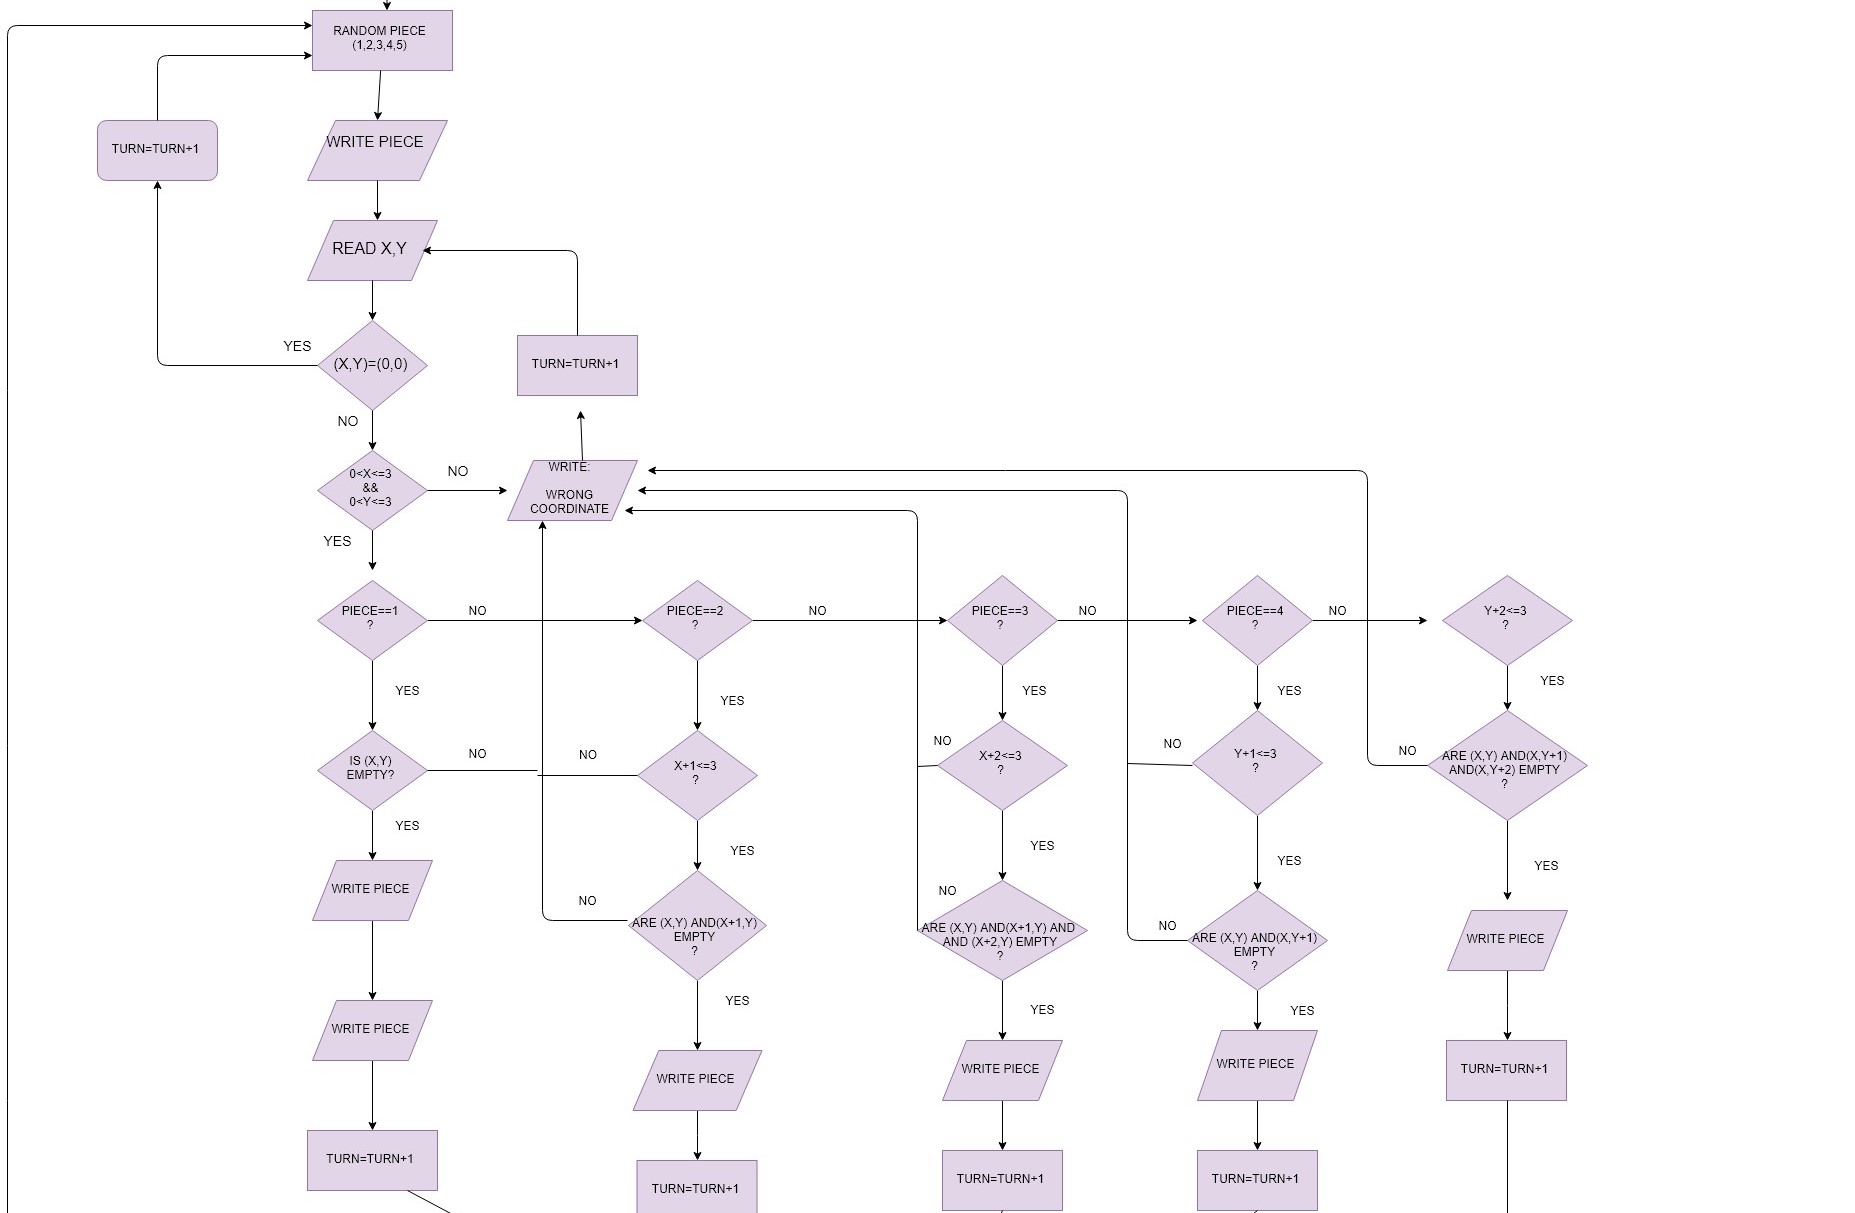 RANDOM PIECE
(1,2,3,4,5)
TURN=TURN+1
WRITE PIECE
READ X,Y
YES
(X,Y)=(0,0)
TURN=TURN+1
NO
0<X<=3
&&
0<Y<=3
NO
WRITE:
WRONG
COORDINATE
YES
PIECE==1
?
NO
PIECE==2
?
NO
PIECE==3
?
NO
PIECE==4
?
NO
Y+2<=3
?
YES
YES
YES
YES
YES
IS (X,Y)
EMPTY?
NO
NO
X+1<=3
?
NO
X+2<=3
?
NO
Y+1<=3
?
NO
ARE (X,Y) AND(X,Y+1)
AND(X,Y+2) EMPTY
?
YES
YES
YES
YES
YES
WRITE PIECE
NO
ARE (X,Y) AND(X+1,Y)
EMPTY
?
NO
ARE (X,Y) AND(X+1,Y) AND
AND (X+2,Y) EMPTY
?
NO
ARE (X,Y) AND(X,Y+1)
EMPTY
?
WRITE PIECE
YES
YES
YES
WRITE PIECE
WRITE PIECE
WRITE PIECE
WRITE PIECE
TURN=TURN+1
TURN=TURN+1
TURN=TURN+1
TURN=TURN+1
TURN=TURN+1